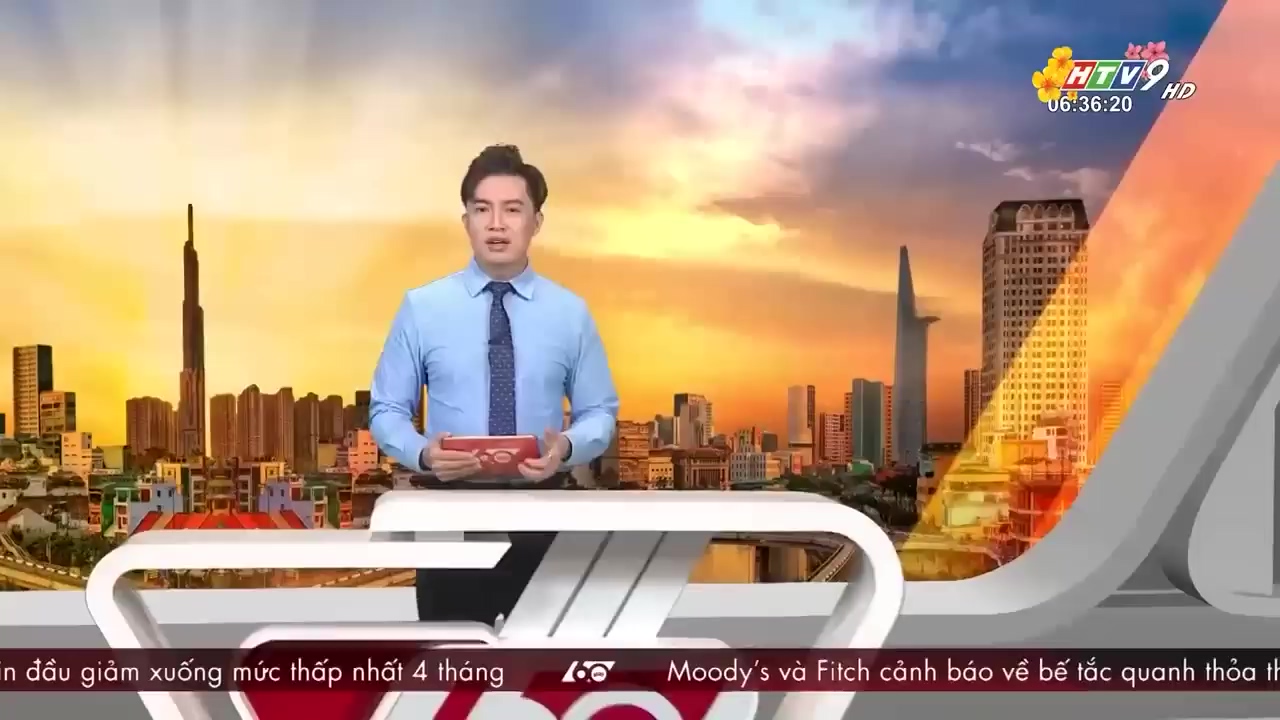 HTV9 HD
06:36:20
in đầu giảm xuống mức thấp nhất 4 tháng
60 Moody's và Fitch cảnh báo về bế tắc quanh thỏa th